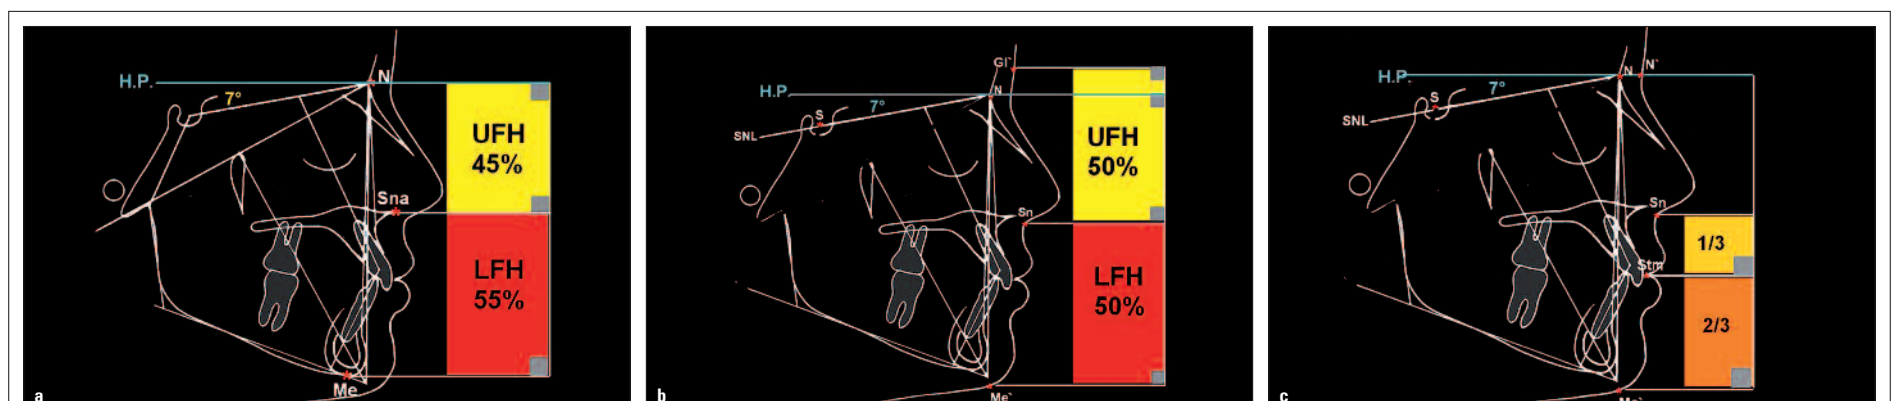 H.P.
N
7°
UFH
45%
Sna
LFH
55%
Me
a
Gl`
H.P.
N
7°
S
SNL
UFH
50%
Sn
LFH
50%
Me`
b
H.P.
N
N`
7°
S
SNL
Sn
1/3
Stm
2/3
Me`
c